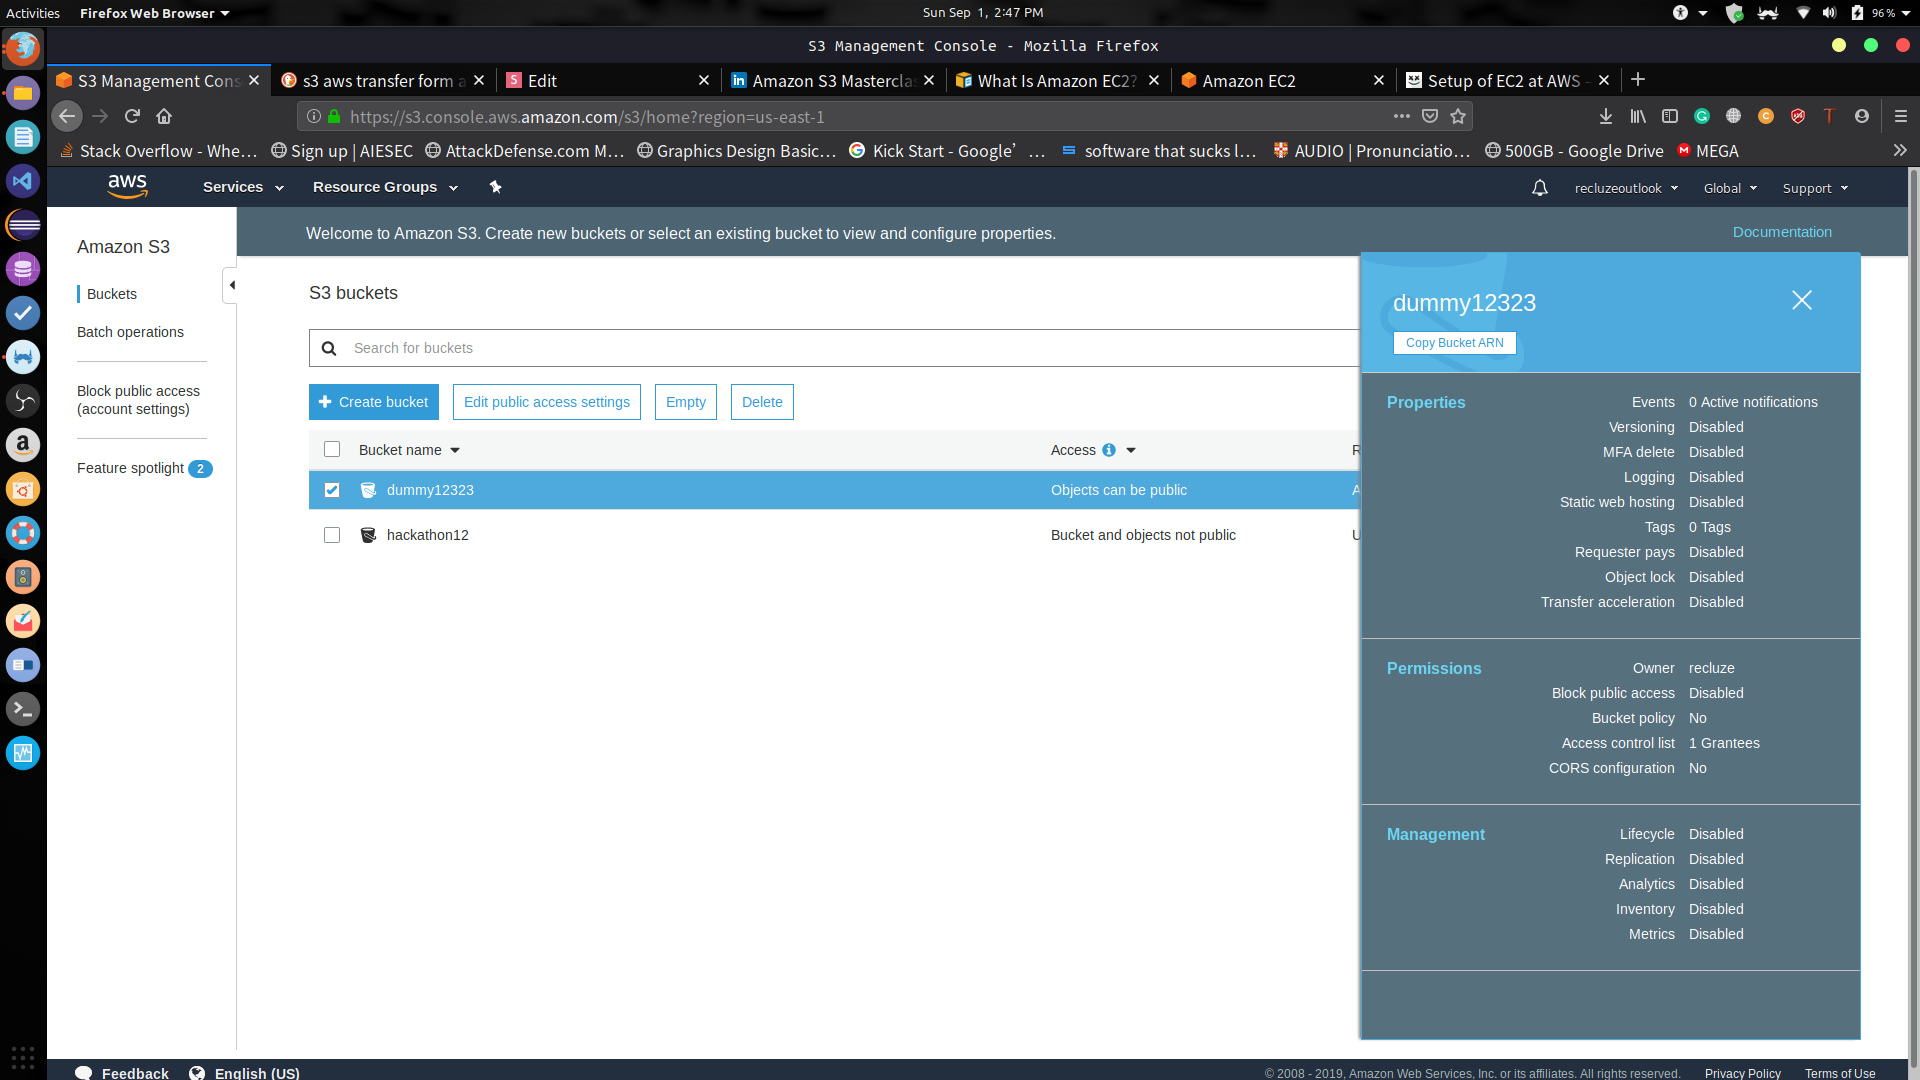 Activities Firefox Web Browser Sun Sep 1, 2:47 PM 96%
S3 Management Console - Mozilla Firefox
S3 Management Cons s3 aws transfer form a Edit Amazon S3 Masterclas What Is Amazon EC2? Amazon EC2 Setup of EC2 at AWS -
https://s3.console.aws.amazon.com/s3/home?region=us-east-1
Stack Overflow - Whe… Sign up | AIESEC AttackDefense.com M… Graphics Design Basic… Kick Start - Google’ … software that sucks l… AUDIO | Pronunciatio… 500GB - Google Drive MEGA
aws Services Resource Groups recluzeoutlook Global Support
Amazon S3
Buckets
Batch operations
Block public access
(account settings)
Feature spotlight 2
Welcome to Amazon S3. Create new buckets or select an existing bucket to view and configure properties.
Documentation
S3 buckets
Search for buckets
Create bucket Edit public access settings Empty Delete
Bucket name Access R
dummy12323 Objects can be public A
hackathon12 Bucket and objects not public U
dummy12323
Copy Bucket ARN
Properties Events 0 Active notifications
Versioning Disabled
MFA delete Disabled
Logging Disabled
Static web hosting Disabled
Tags 0 Tags
Requester pays Disabled
Object lock Disabled
Transfer acceleration Disabled
Permissions Owner recluze
Block public access Disabled
Bucket policy No
Access control list 1 Grantees
CORS configuration No
Management Lifecycle Disabled
Replication Disabled
Analytics Disabled
Inventory Disabled
Metrics Disabled
Feedback English (US) © 2008 - 2019, Amazon Web Services, Inc. or its affiliates. All rights reserved. Privacy Policy Terms of Use